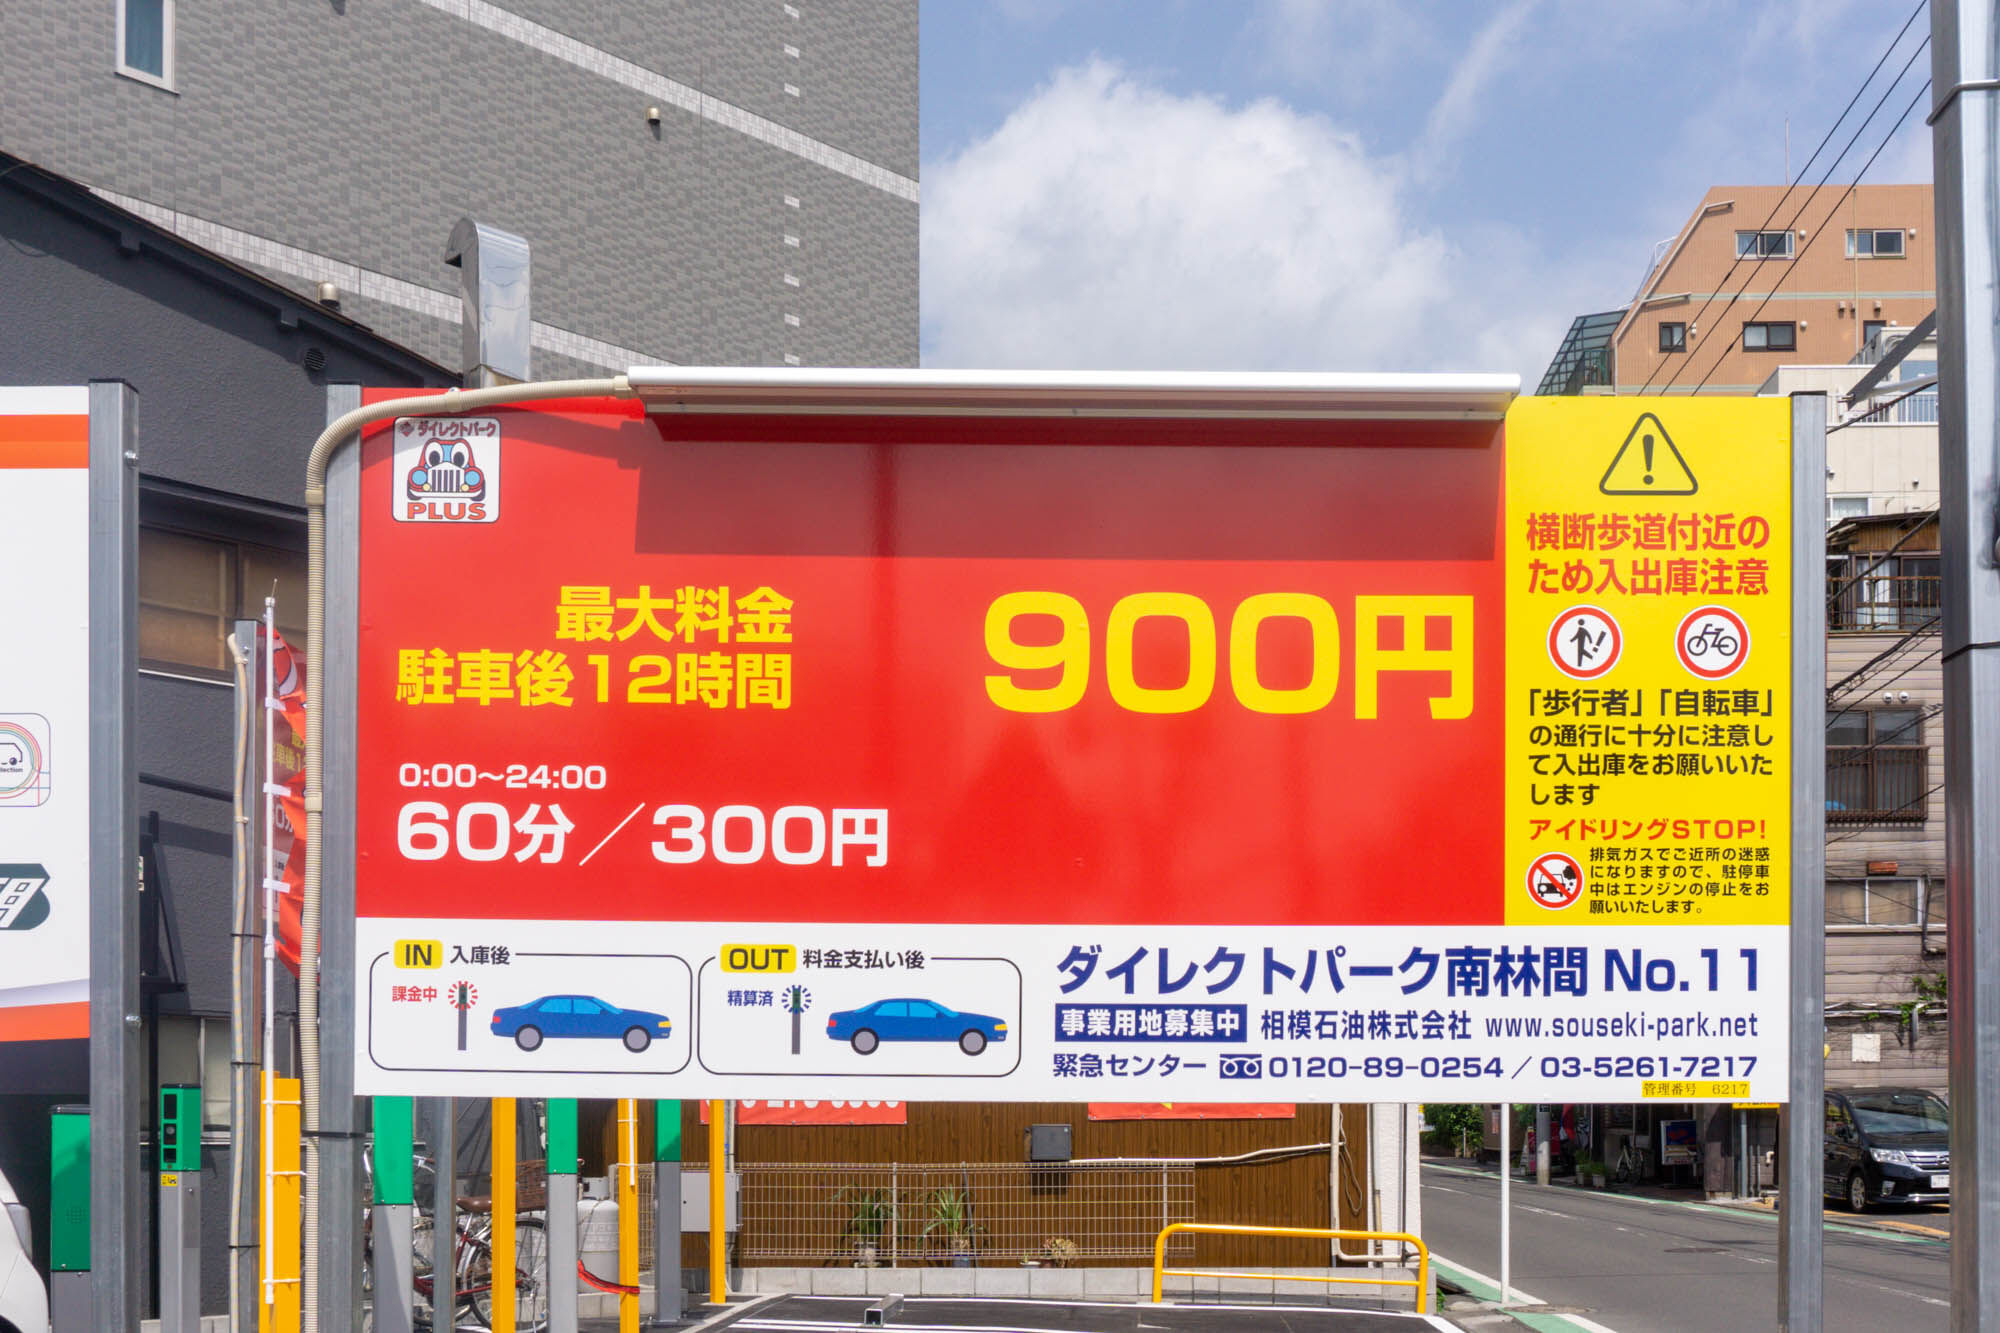 ダイレクトパーク
PLUS
最大料金
駐車後12時間
900円
0:00～24:00
60分／300円
横断歩道付近の
ため入出庫注意
「歩行者」「自転車」
の通行に十分に注意し
て入出庫をお願いいた
します
アイドリングSTOP!
排気ガスでご近所の迷惑
になりますので、駐停車
中はエンジンの停止をお
願いいたします。
IN 入庫後
課金中
OUT 料金支払い後
精算済
ダイレクトパーク南林間 No.11
事業用地募集中 相模石油株式会社 www.souseki-park.net
緊急センター 0120-89-0254 / 03-5261-7217
管理番号 6217